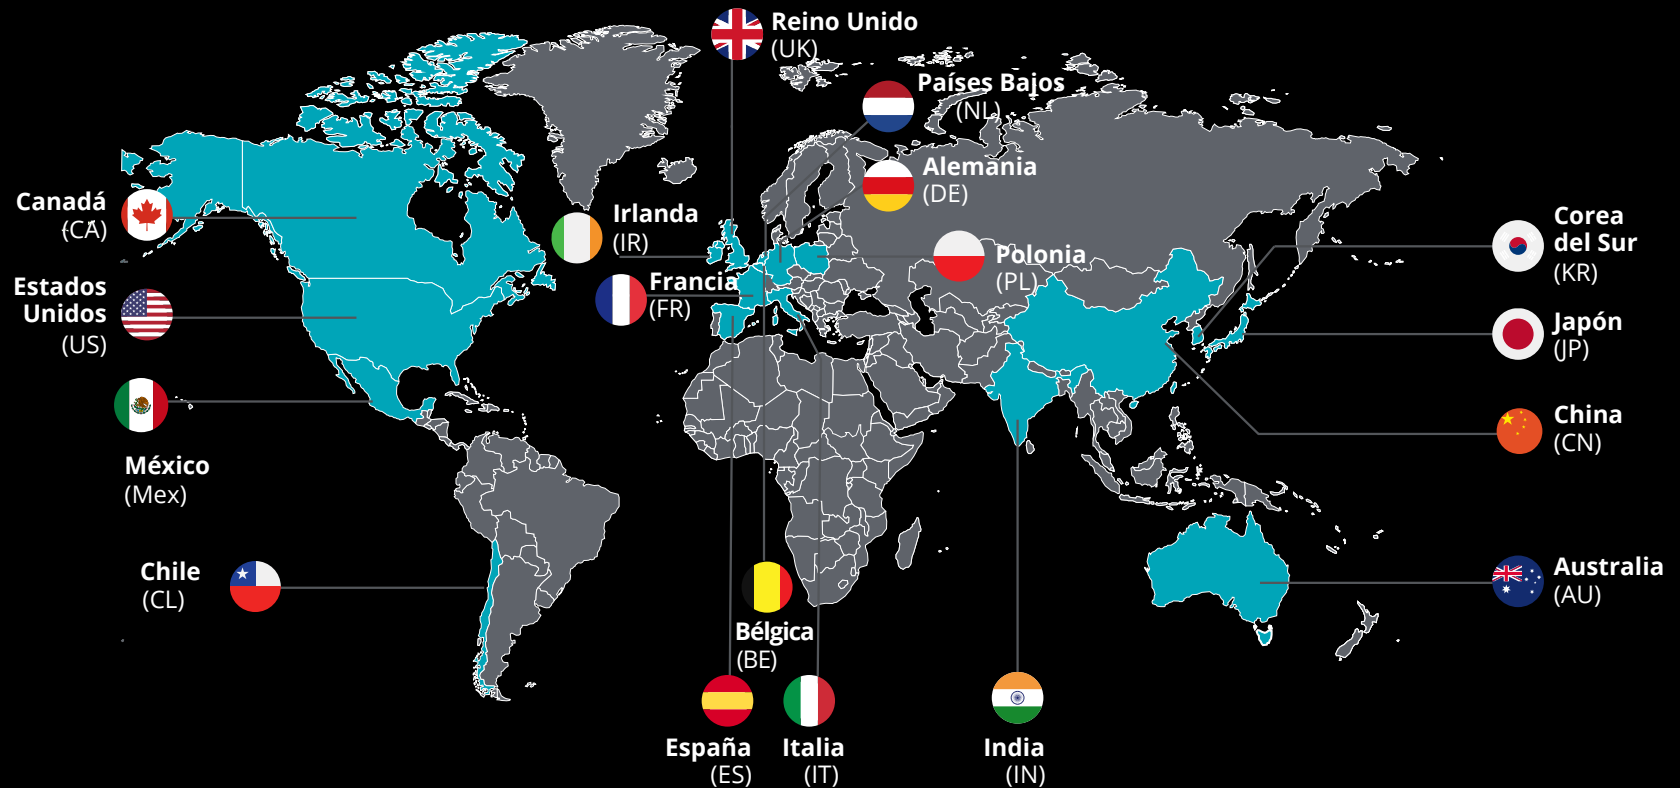 Reino Unido
(UK)
Países Bajos
(NL)
Alemania
(DE)
Canadá
(CA)
Irlanda
(IR)
Corea
del Sur
(KR)
Polonia
(PL)
Francia
(FR)
Estados
Unidos
(US)
Japón
(JP)
China
(CN)
México
(Mex)
Chile
(CL)
Australia
(AU)
Bélgica
(BE)
España
(ES)
Italia
(IT)
India
(IN)